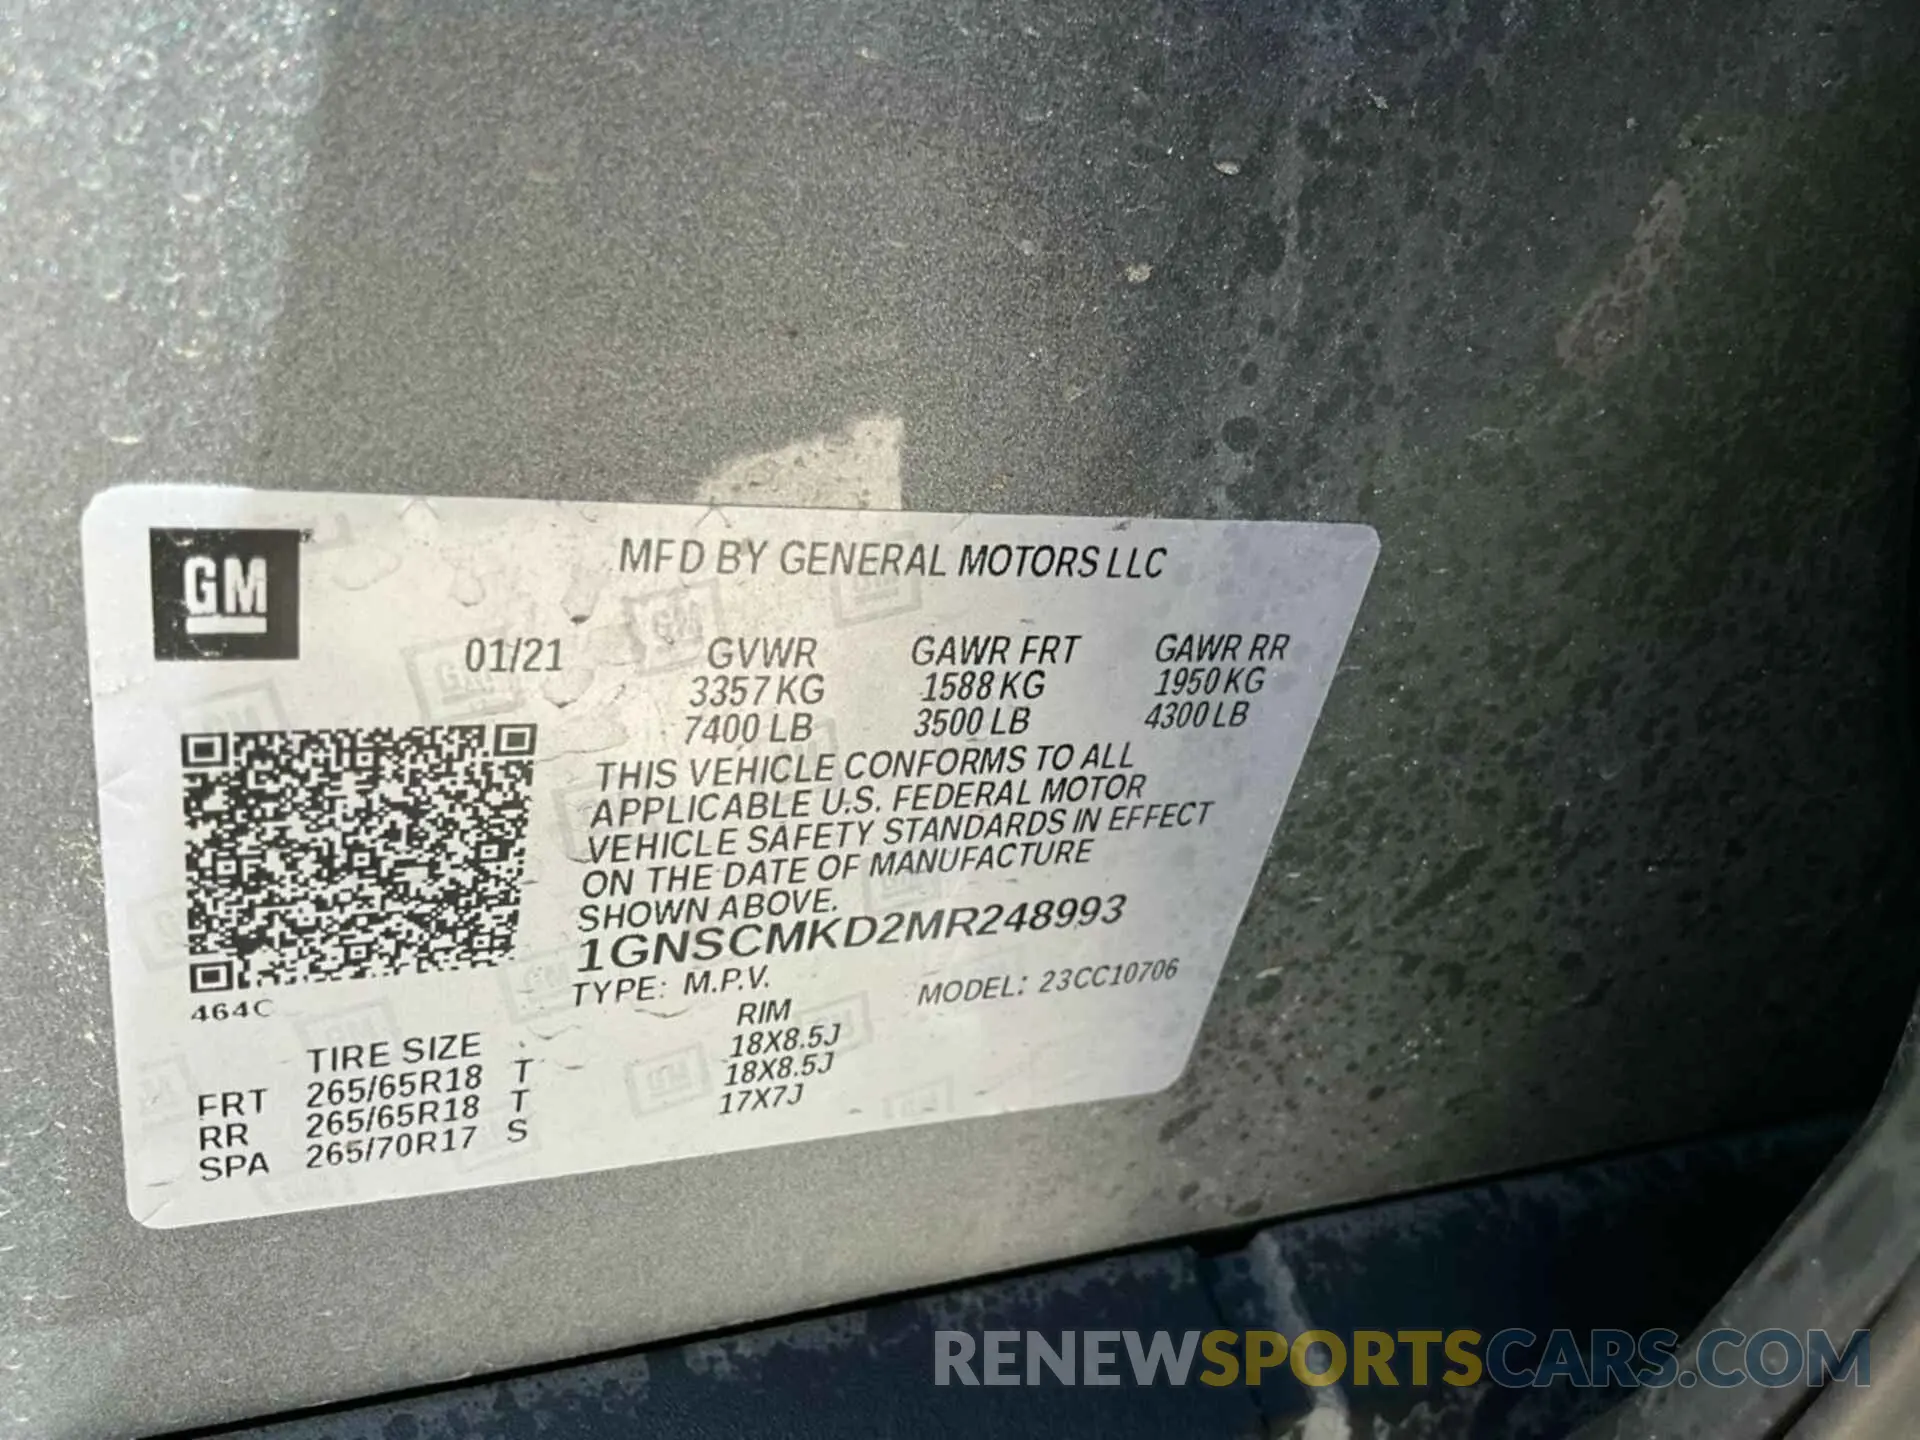 GM
MFD BY GENERAL MOTORS LLC
01/21 GVWR GAWR FRT GAWR RR
3357 KG 1588 KG 1950 KG
7400 LB 3500 LB 4300 LB
THIS VEHICLE CONFORMS TO ALL
APPLICABLE U.S. FEDERAL MOTOR
VEHICLE SAFETY STANDARDS IN EFFECT
ON THE DATE OF MANUFACTURE
SHOWN ABOVE.
1GNSCMKD2MR248993
TYPE: M.P.V. MODEL: 23CC10706
464C
TIRE SIZE RIM
FRT 265/65R18 T 18X8.5J
RR 265/65R18 T 18X8.5J
SPA 265/70R17 S 17X7J
RENEWSPORTSCARS.COM